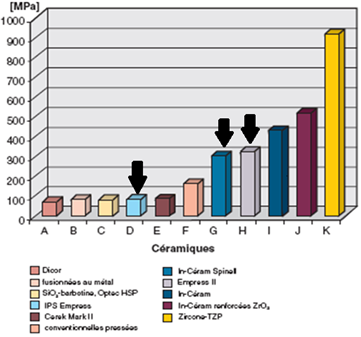 [MPa]
1000
900
800
700
600
500
400
300
200
100
0
A B C D E F G H I J K
Céramiques
Dicor
fusionnées au métal
SiO₂-barbotine, Optec HSP
IPS Empress
Cerek Mark II
conventionnelles pressées
In-Céram Spinell
Empress II
In-Céram
In-Céram renforcées ZrO₂
Zircone-TZP